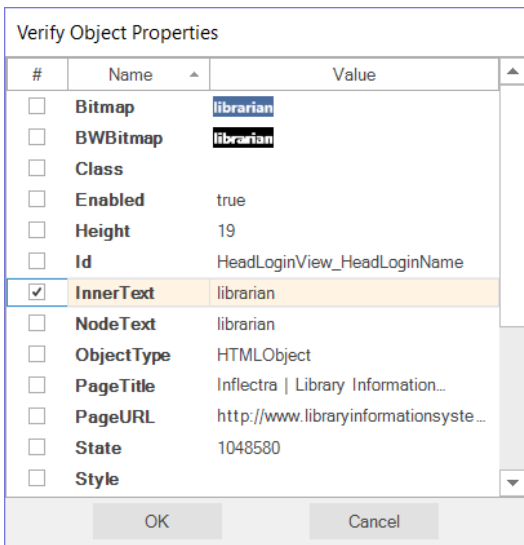 Verify Object Properties
# Name Value
Bitmap librarian
BWBitmap librarian
Class
Enabled true
Height 19
Id HeadLoginView_HeadLoginName
InnerText librarian
NodeText librarian
ObjectType HTMLObject
PageTitle Inflectra | Library Information...
PageURL http://www.libraryinformationsyste...
State 1048580
Style
OK Cancel